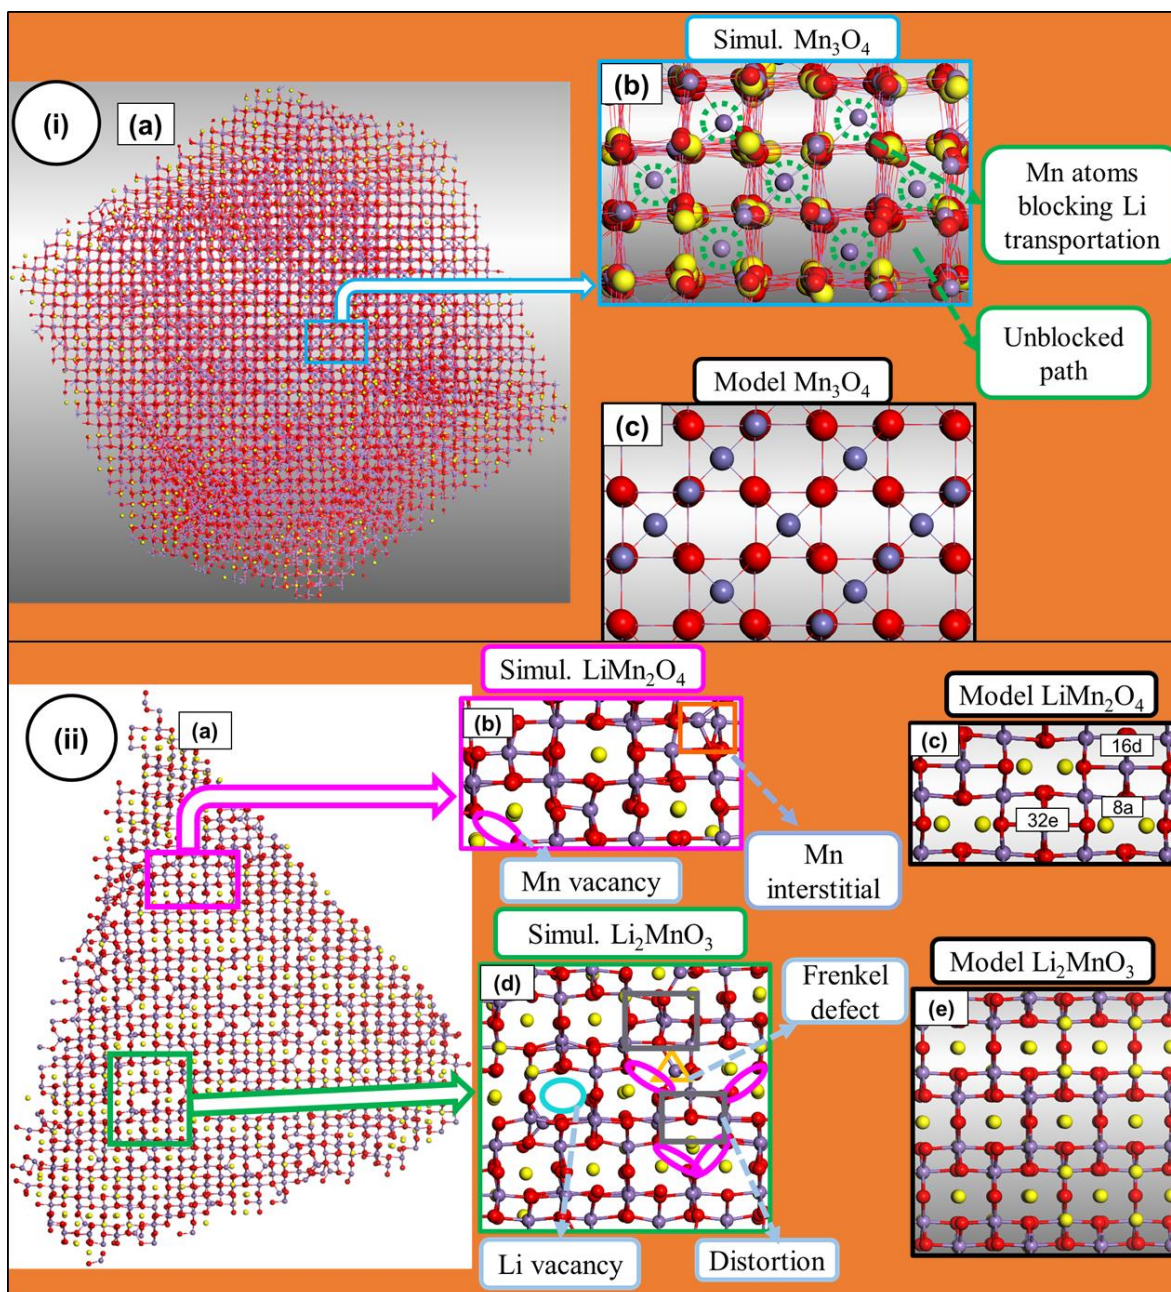 Simul. Mn₃O₄
(i)
(a)
(b)
Mn atoms
blocking Li
transportation
Unblocked
path
Model Mn₃O₄
(c)
Simul. LiMn₂O₄
(ii)
(a)
(b)
Model LiMn₂O₄
(c)
16d
8a
32e
Mn vacancy
Mn
interstitial
Simul. Li₂MnO₃
(d)
Frenkel
defect
Model Li₂MnO₃
(e)
Li vacancy
Distortion